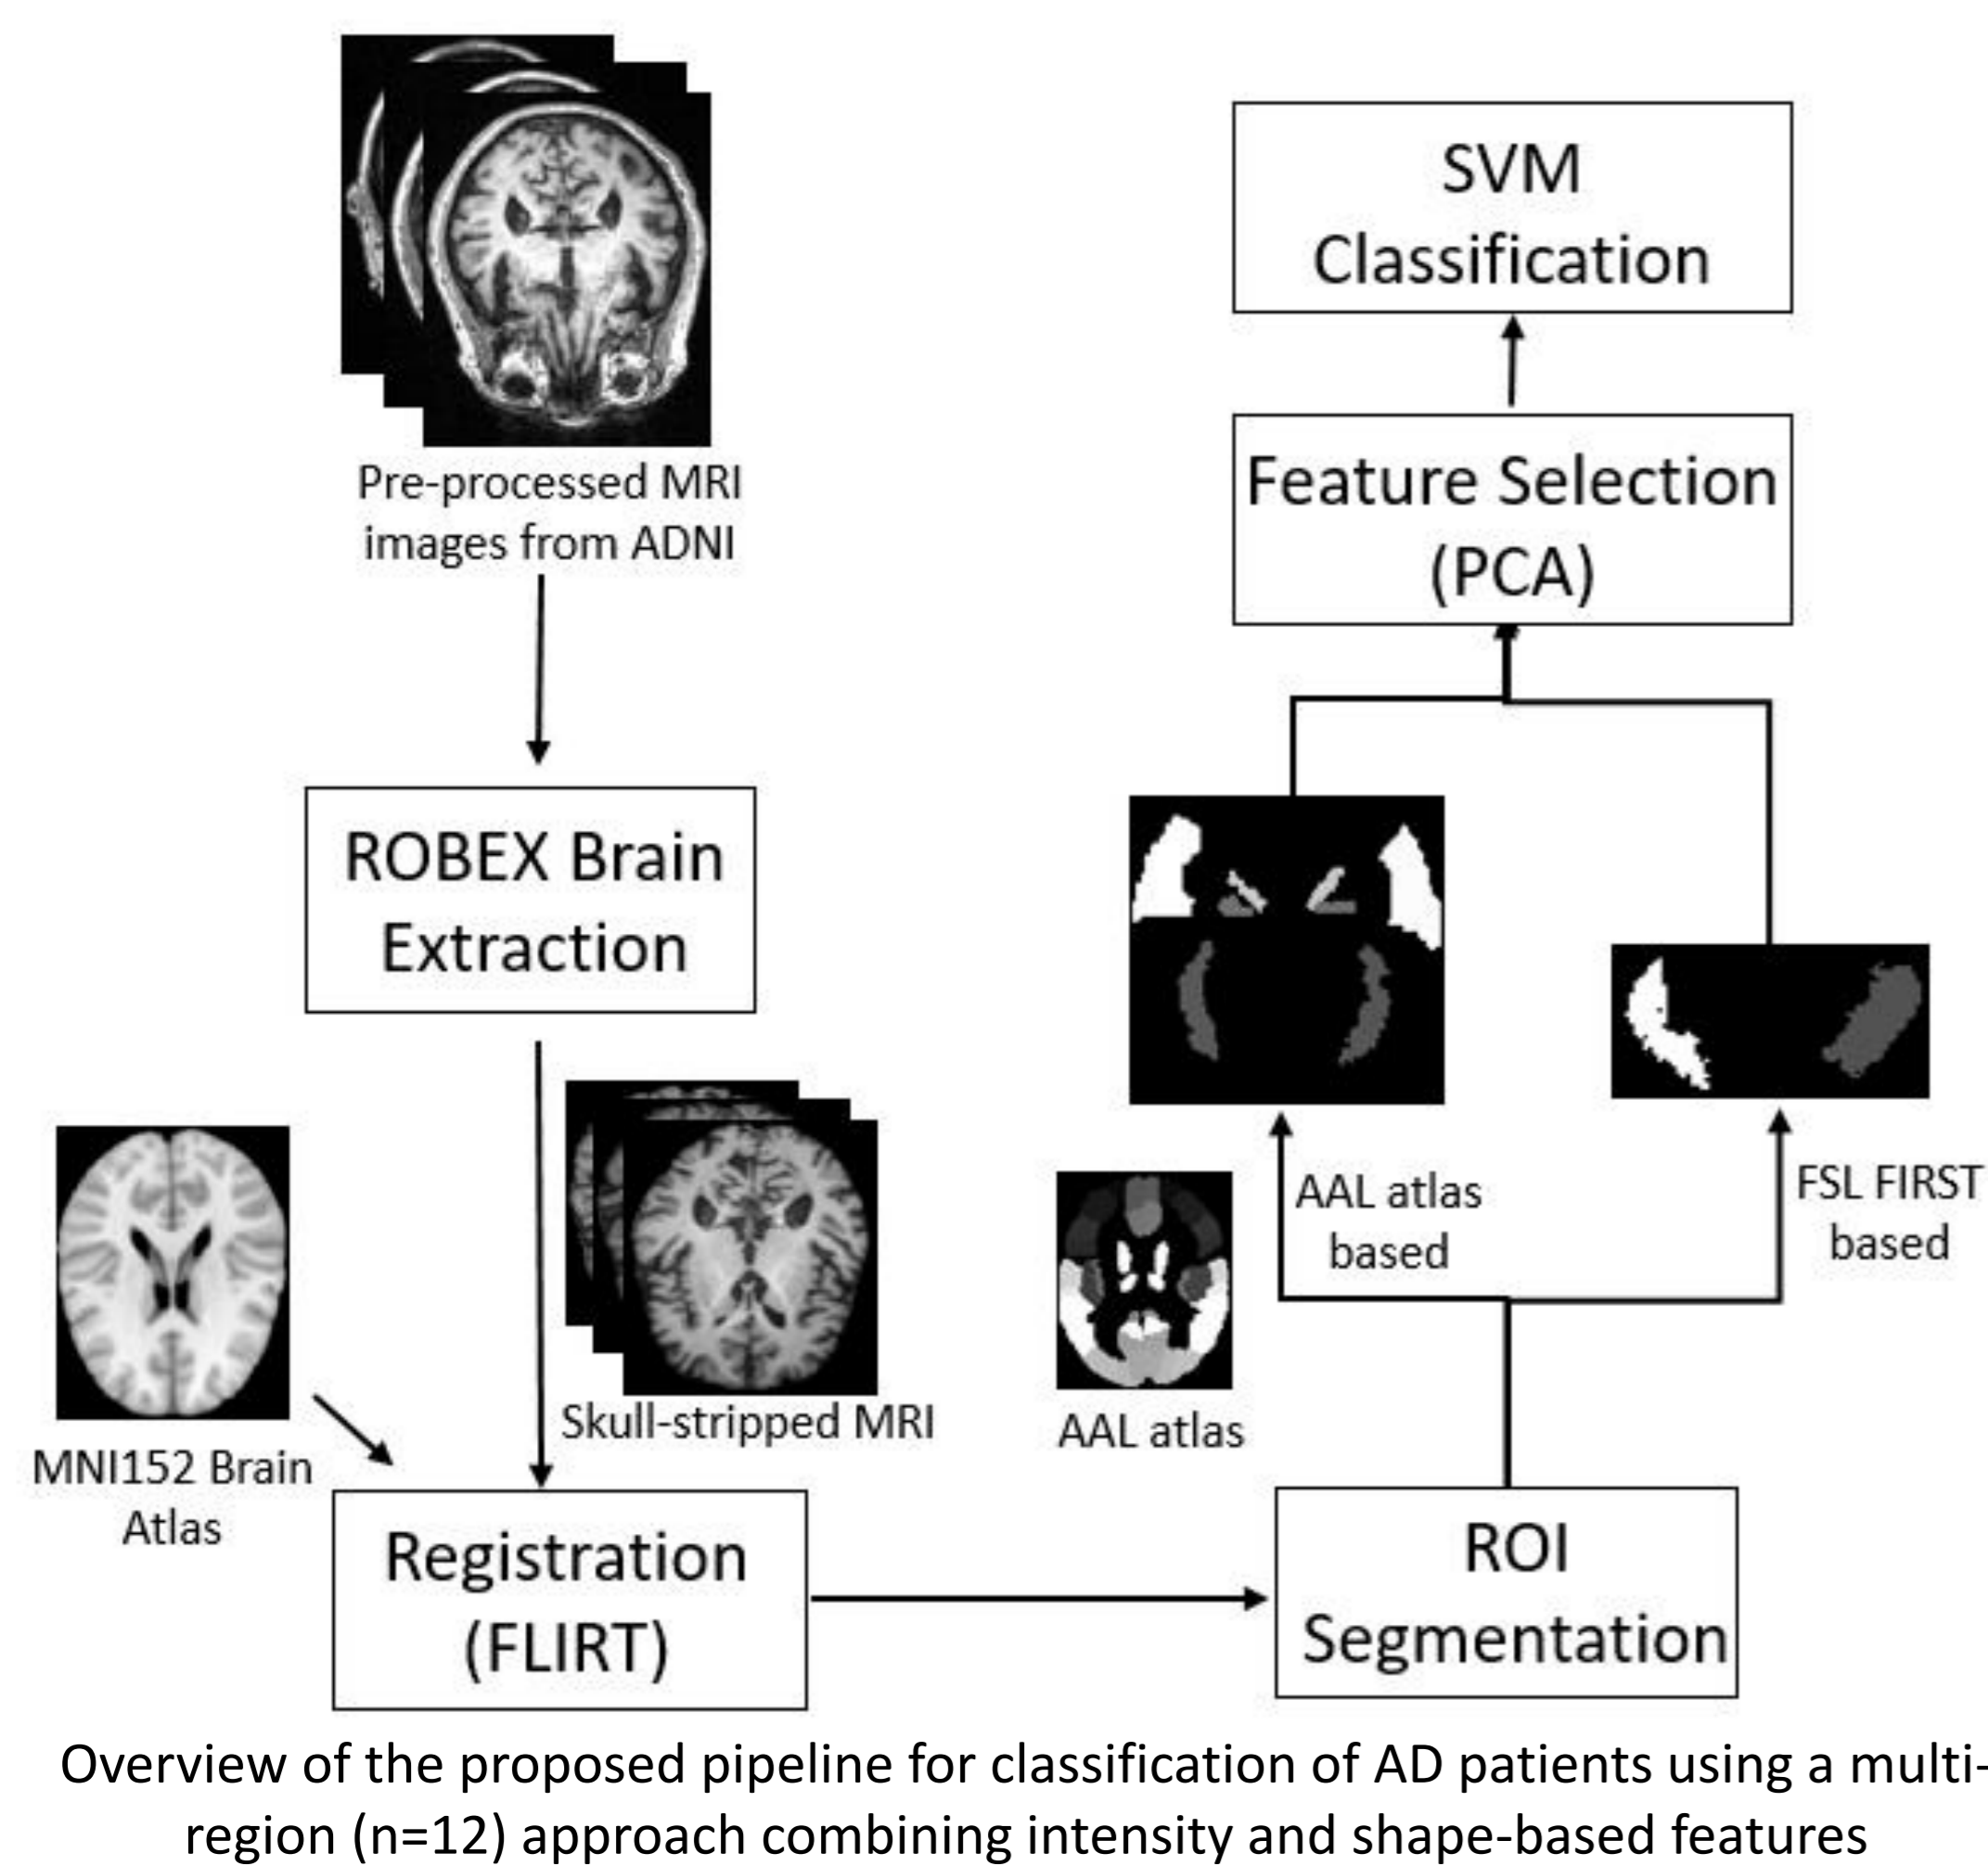 Pre-processed MRI
images from ADNI
ROBEX Brain
Extraction
Skull-stripped MRI
MNI152 Brain
Atlas
Registration
(FLIRT)
ROI
Segmentation
AAL atlas
AAL atlas
based
FSL FIRST
based
Feature Selection
(PCA)
SVM
Classification
Overview of the proposed pipeline for classification of AD patients using a multi-
region (n=12) approach combining intensity and shape-based features